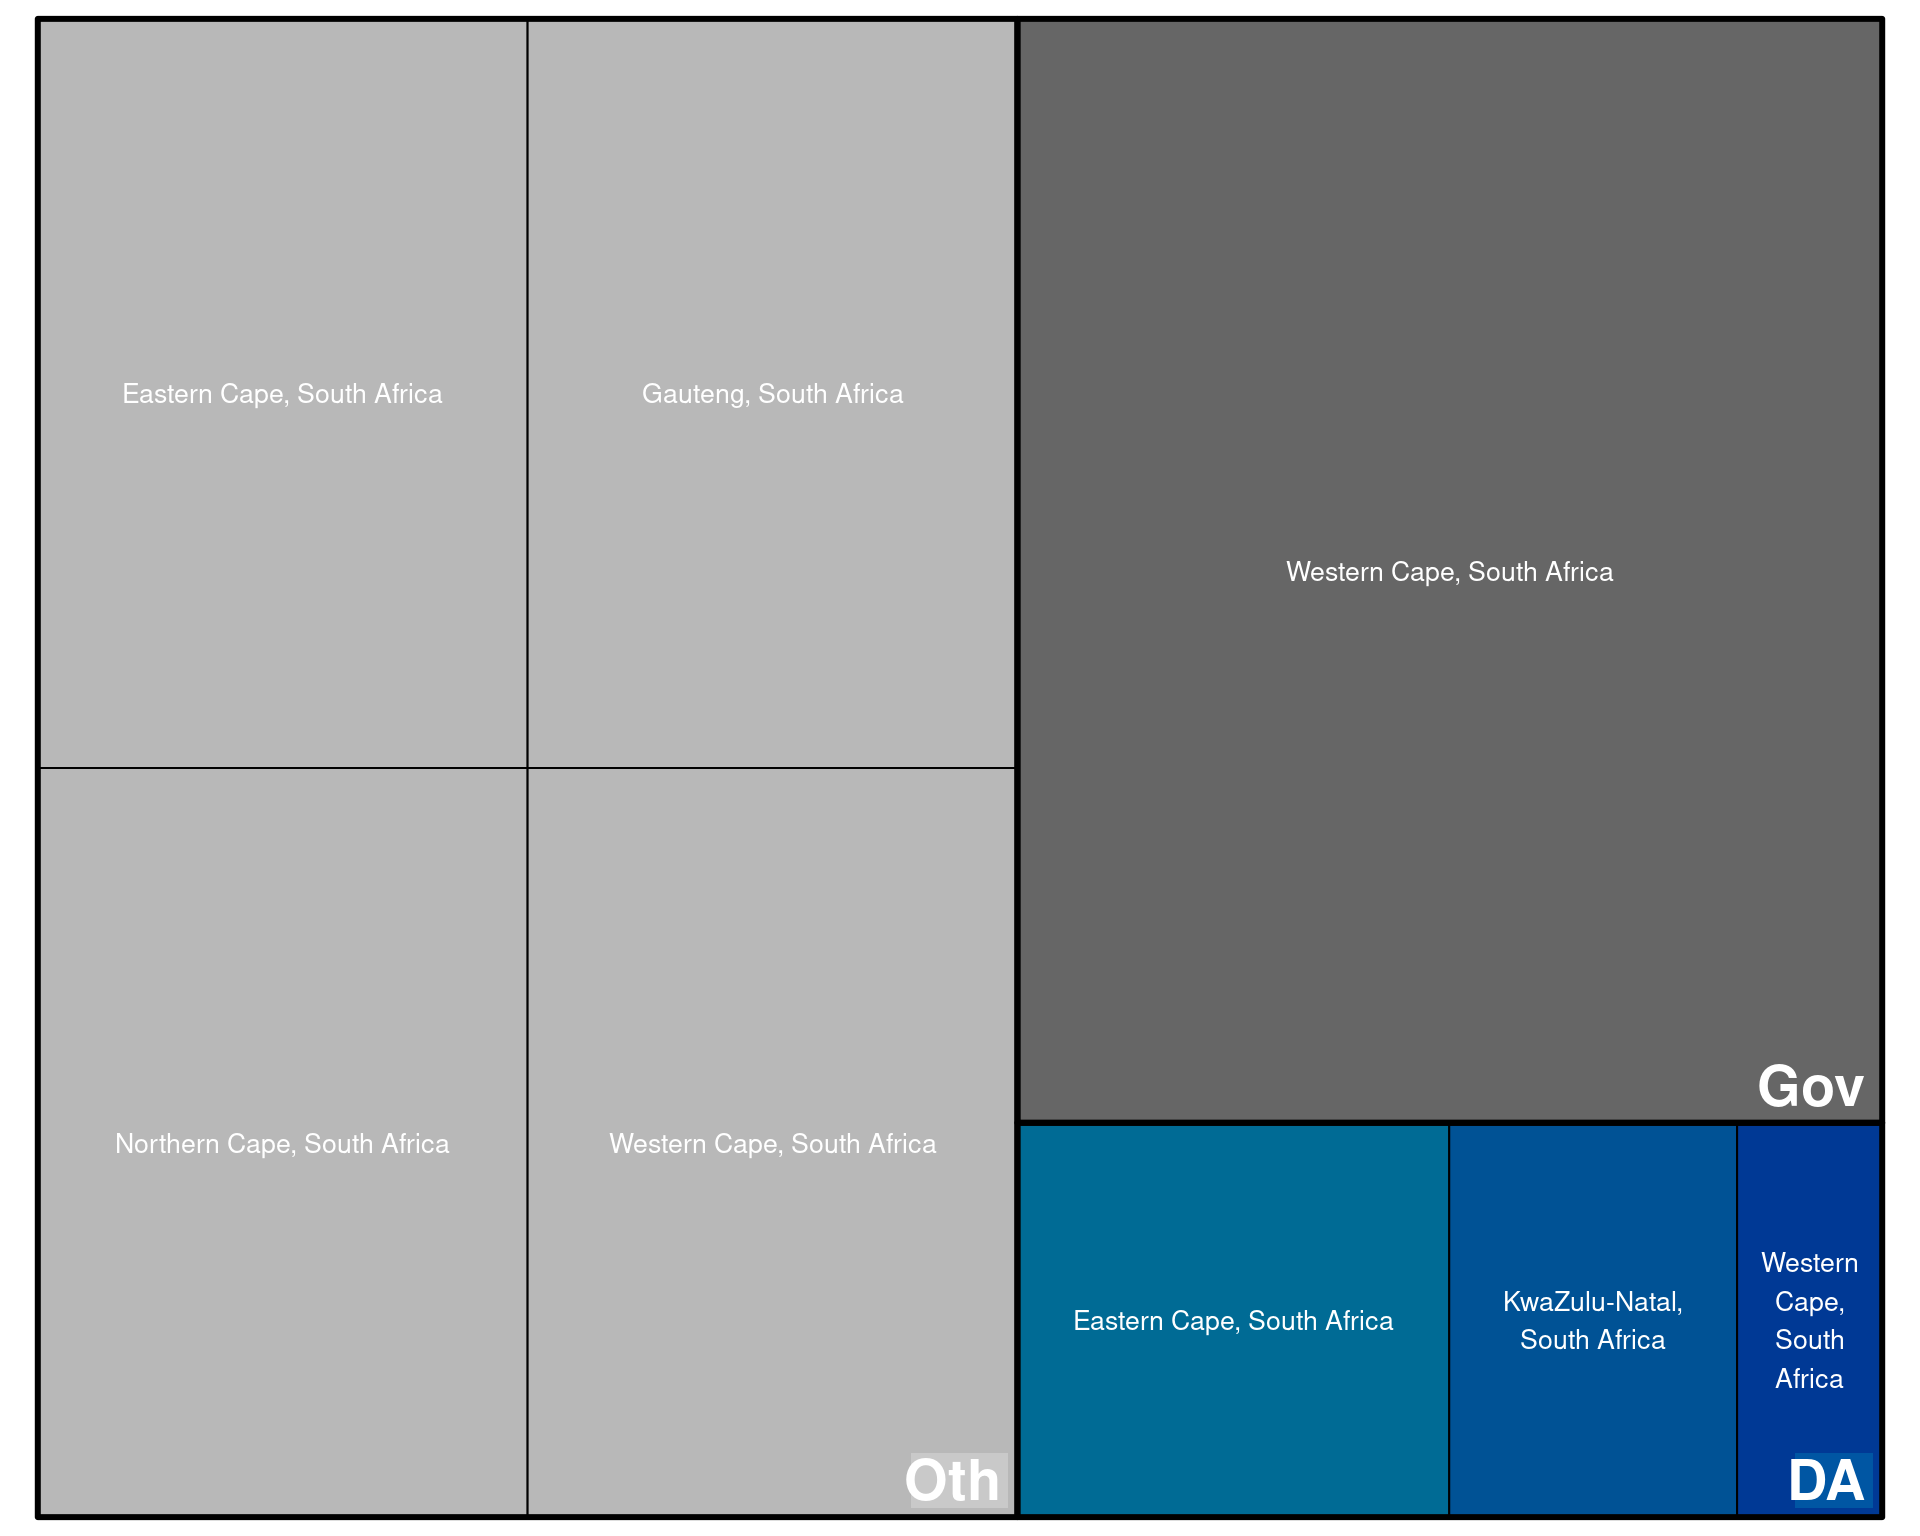 Eastern Cape, South Africa
Gauteng, South Africa
Western Cape, South Africa
Gov
Northern Cape, South Africa
Western Cape, South Africa
Oth
Eastern Cape, South Africa
KwaZulu-Natal,
South Africa
Western
Cape,
South
Africa
DA